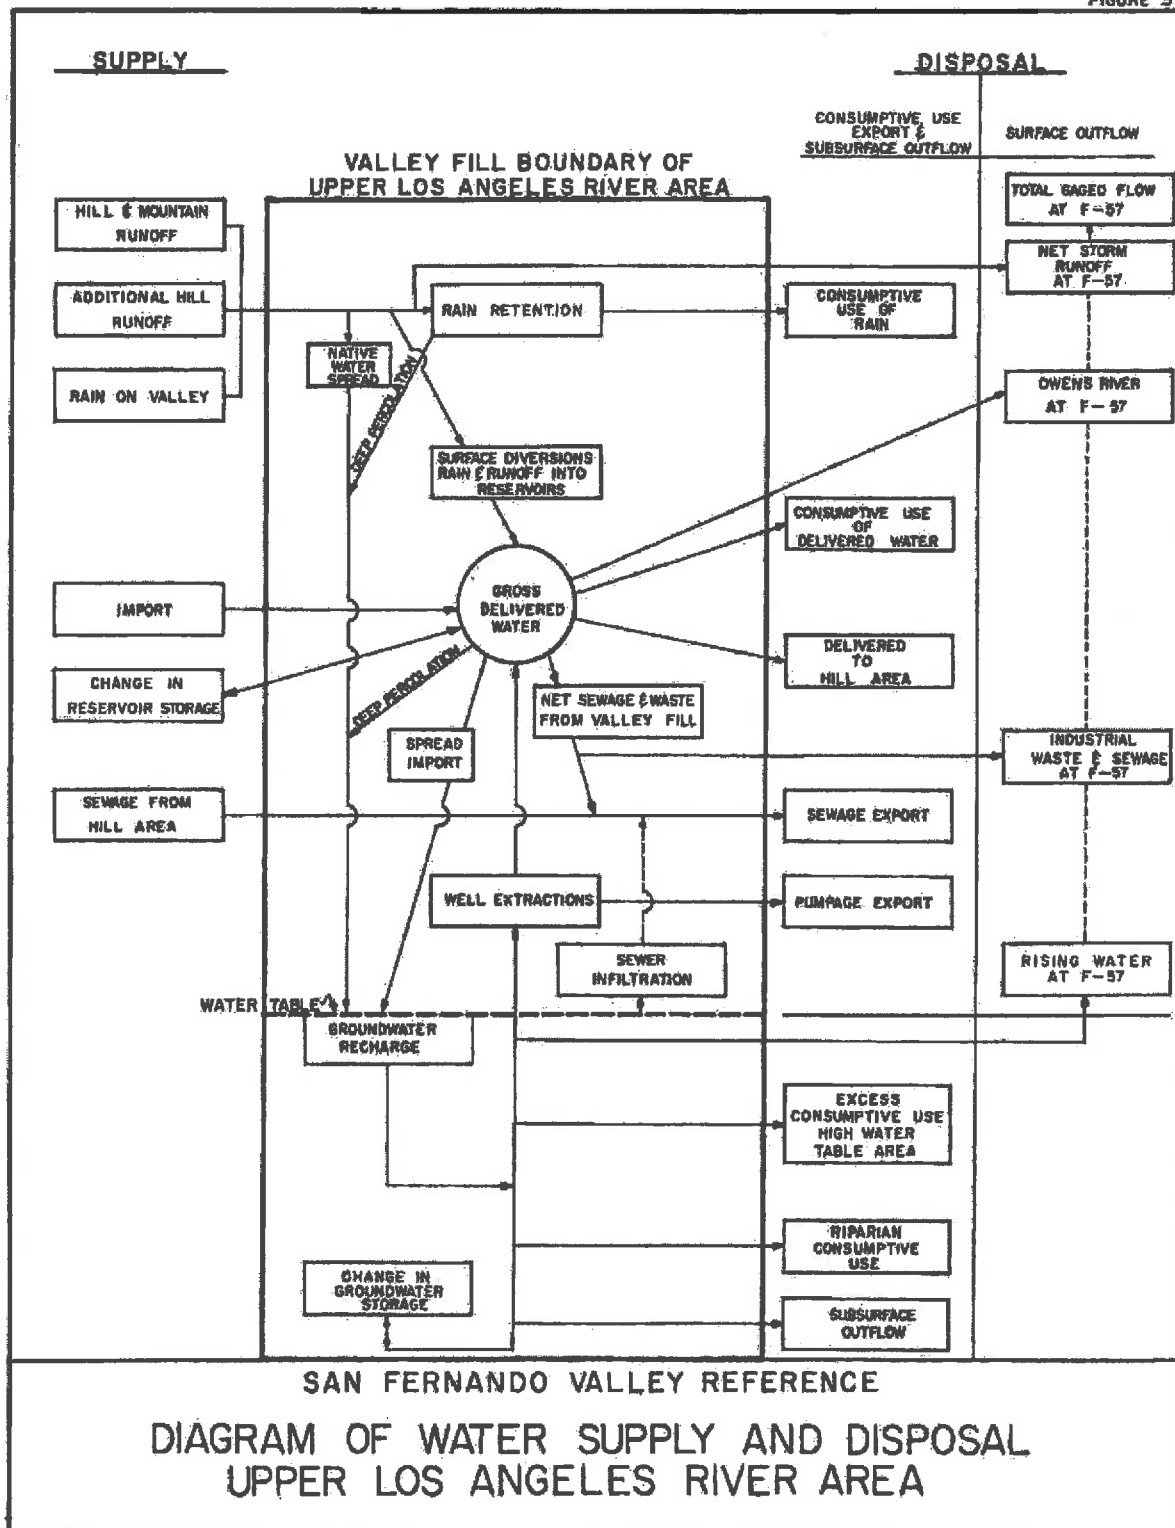 FIGURE
SUPPLY
DISPOSAL
CONSUMPTIVE USE
EXPORT &
SUBSURFACE OUTFLOW
SURFACE OUTFLOW
VALLEY FILL BOUNDARY OF
UPPER LOS ANGELES RIVER AREA
HILL & MOUNTAIN
RUNOFF
TOTAL GAGED FLOW
AT F-57
NET STORM
RUNOFF
AT F-57
ADDITIONAL HILL
RUNOFF
RAIN RETENTION
CONSUMPTIVE
USE OF
RAIN
NATIVE
WATER
SPREAD
DEEP PERCOLATION
RAIN ON VALLEY
OWENS RIVER
AT F-57
SURFACE DIVERSIONS
RAIN & RUNOFF INTO
RESERVOIRS
CONSUMPTIVE USE
OF
DELIVERED WATER
IMPORT
GROSS
DELIVERED
WATER
DELIVERED
TO
HILL AREA
CHANGE IN
RESERVOIR STORAGE
DEEP PERCOLATION
NET SEWAGE & WASTE
FROM VALLEY FILL
SPREAD
IMPORT
INDUSTRIAL
WASTE & SEWAGE
AT F-57
SEWAGE FROM
HILL AREA
SEWAGE EXPORT
WELL EXTRACTIONS
PUMPAGE EXPORT
SEWER
INFILTRATION
RISING WATER
AT F-57
WATER TABLE
GROUNDWATER
RECHARGE
EXCESS
CONSUMPTIVE USE
HIGH WATER
TABLE AREA
RIPARIAN
CONSUMPTIVE
USE
CHANGE IN
GROUNDWATER
STORAGE
SUBSURFACE
OUTFLOW
SAN FERNANDO VALLEY REFERENCE
DIAGRAM OF WATER SUPPLY AND DISPOSAL
UPPER LOS ANGELES RIVER AREA